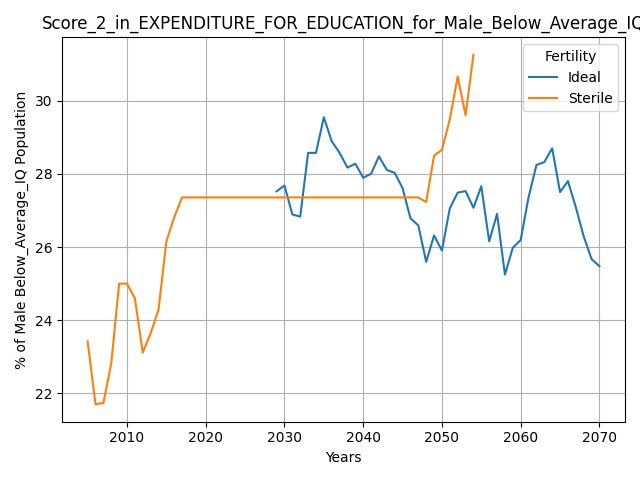 Score_2_in_EXPENDITURE_FOR_EDUCATION_for_Male_Below_Average_IQ
Fertility
Ideal
Sterile
% of Male Below_Average_IQ Population
30
28
26
24
22
2010 2020 2030 2040 2050 2060 2070
Years